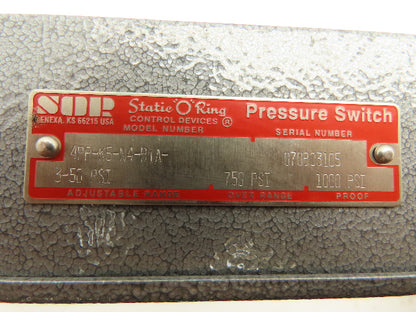 SOR Static "O" Ring Pressure Switch
LENEXA, KS 66215 USA CONTROL DEVICES ®
MODEL NUMBER SERIAL NUMBER
3-50 PSI 750 PSI 1000 PSI
ADJUSTABLE RANGE OVER RANGE PROOF